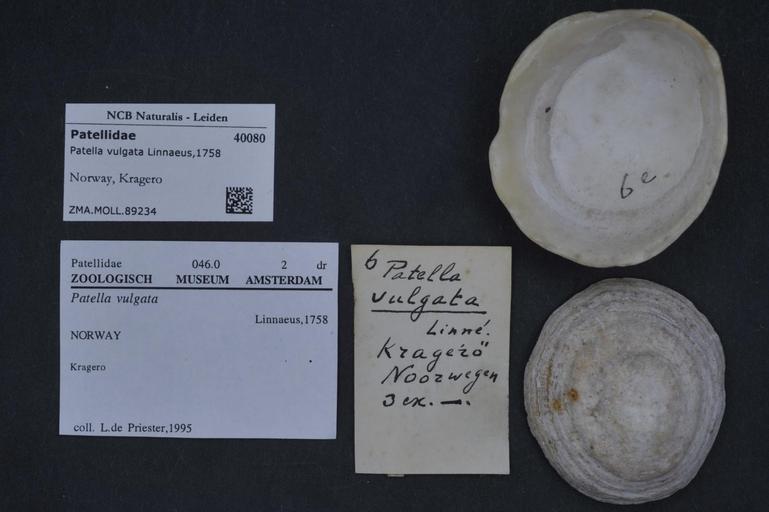 NCB Naturalis - Leiden
Patellidae 40080
Patella vulgata Linnaeus,1758
Norway, Kragero
ZMA.MOLL.89234
Patellidae 046.0 2 dr
ZOOLOGISCH MUSEUM AMSTERDAM
Patella vulgata
Linnaeus,1758
NORWAY
Kragero
coll. L.de Priester,1995
6 Patella
vulgata
Linné.
Kragerö
Noorwegen
3 ex. —.
6e